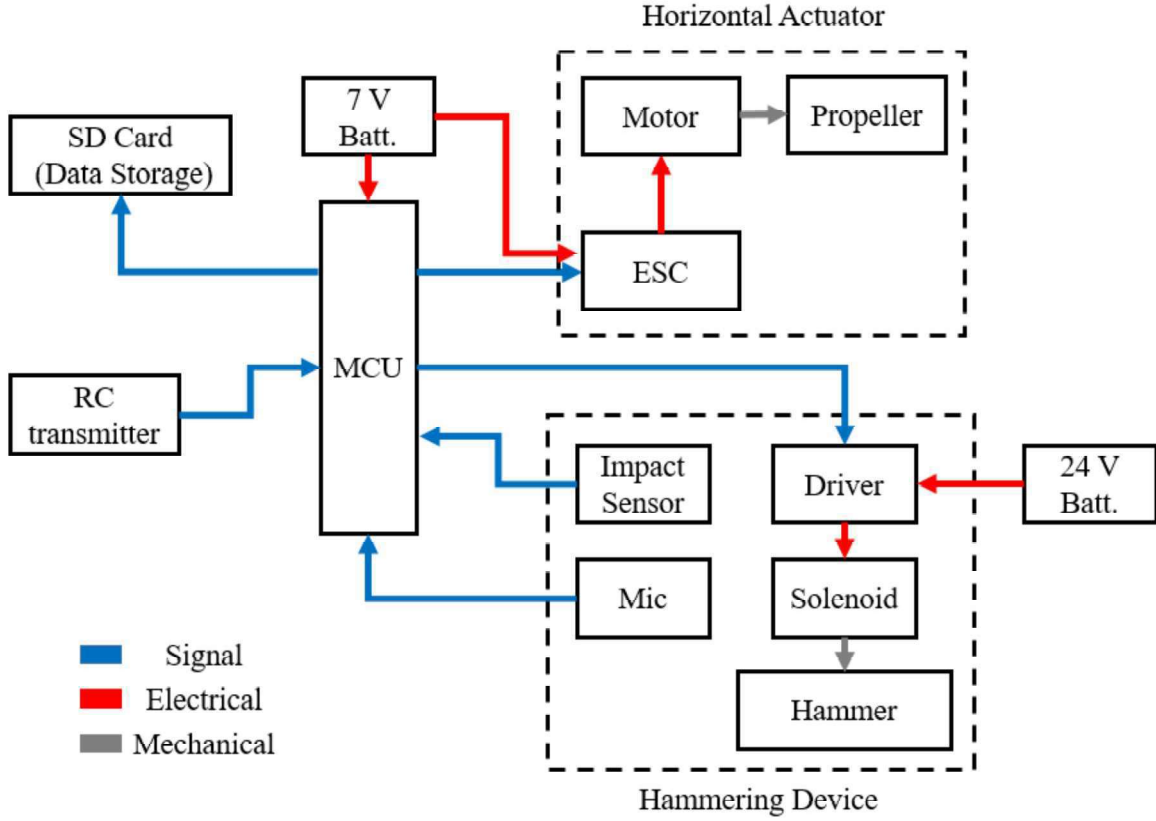 Horizontal Actuator
7 V
Batt.
Motor
Propeller
SD Card
(Data Storage)
ESC
MCU
RC
transmitter
Impact
Sensor
Driver
24 V
Batt.
Mic
Solenoid
Signal
Electrical
Hammer
Mechanical
Hammering Device